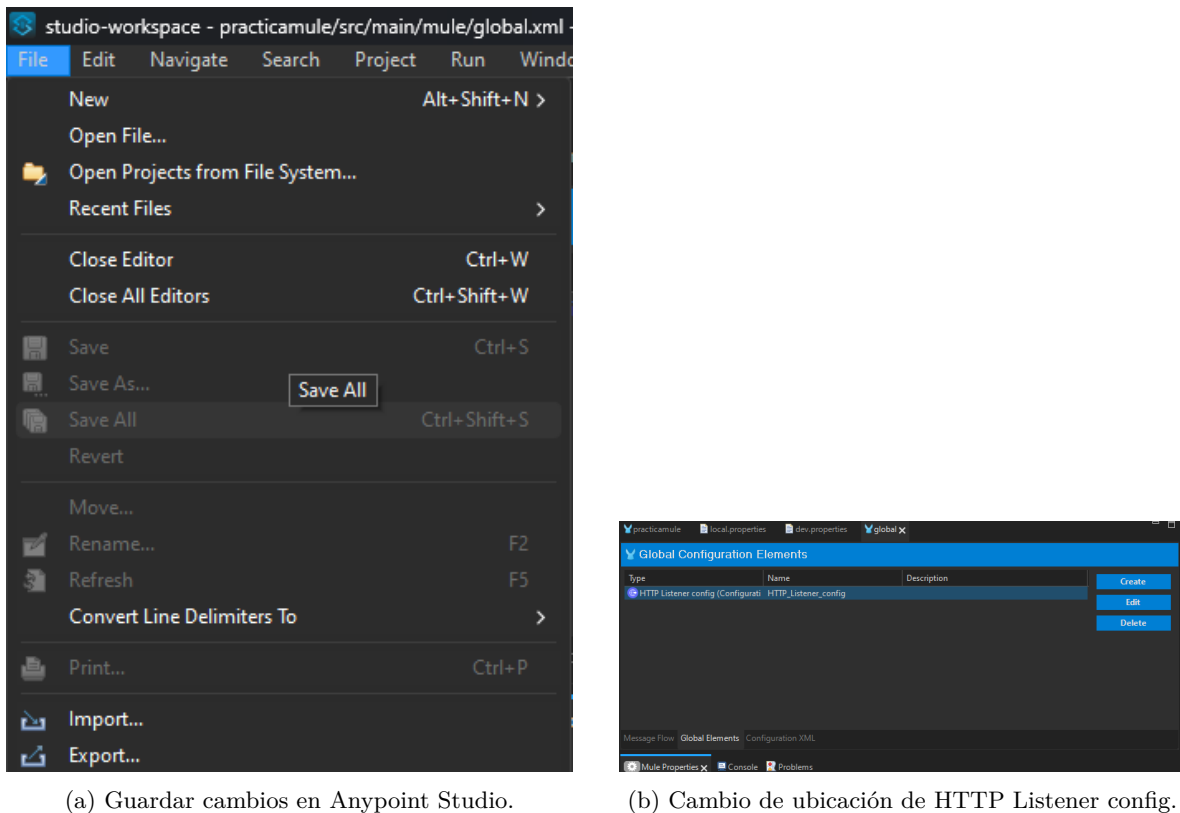 studio-workspace - practicamule/src/main/mule/global.xml -
File Edit Navigate Search Project Run Windo
New Alt+Shift+N >
Open File...
Open Projects from File System...
Recent Files >
Close Editor Ctrl+W
Close All Editors Ctrl+Shift+W
Save Ctrl+S
Save As...
Save All
Save All Ctrl+Shift+S
Revert
Move...
Rename... F2
Refresh F5
Convert Line Delimiters To >
Print... Ctrl+P
Import...
Export...
(a) Guardar cambios en Anypoint Studio.
practicamule local.properties dev.properties global
Global Configuration Elements
Type Name Description
HTTP Listener config (Configurati HTTP_Listener_config
Create
Edit
Delete
Message Flow Global Elements Configuration XML
Mule Properties Console Problems
(b) Cambio de ubicación de HTTP Listener config.